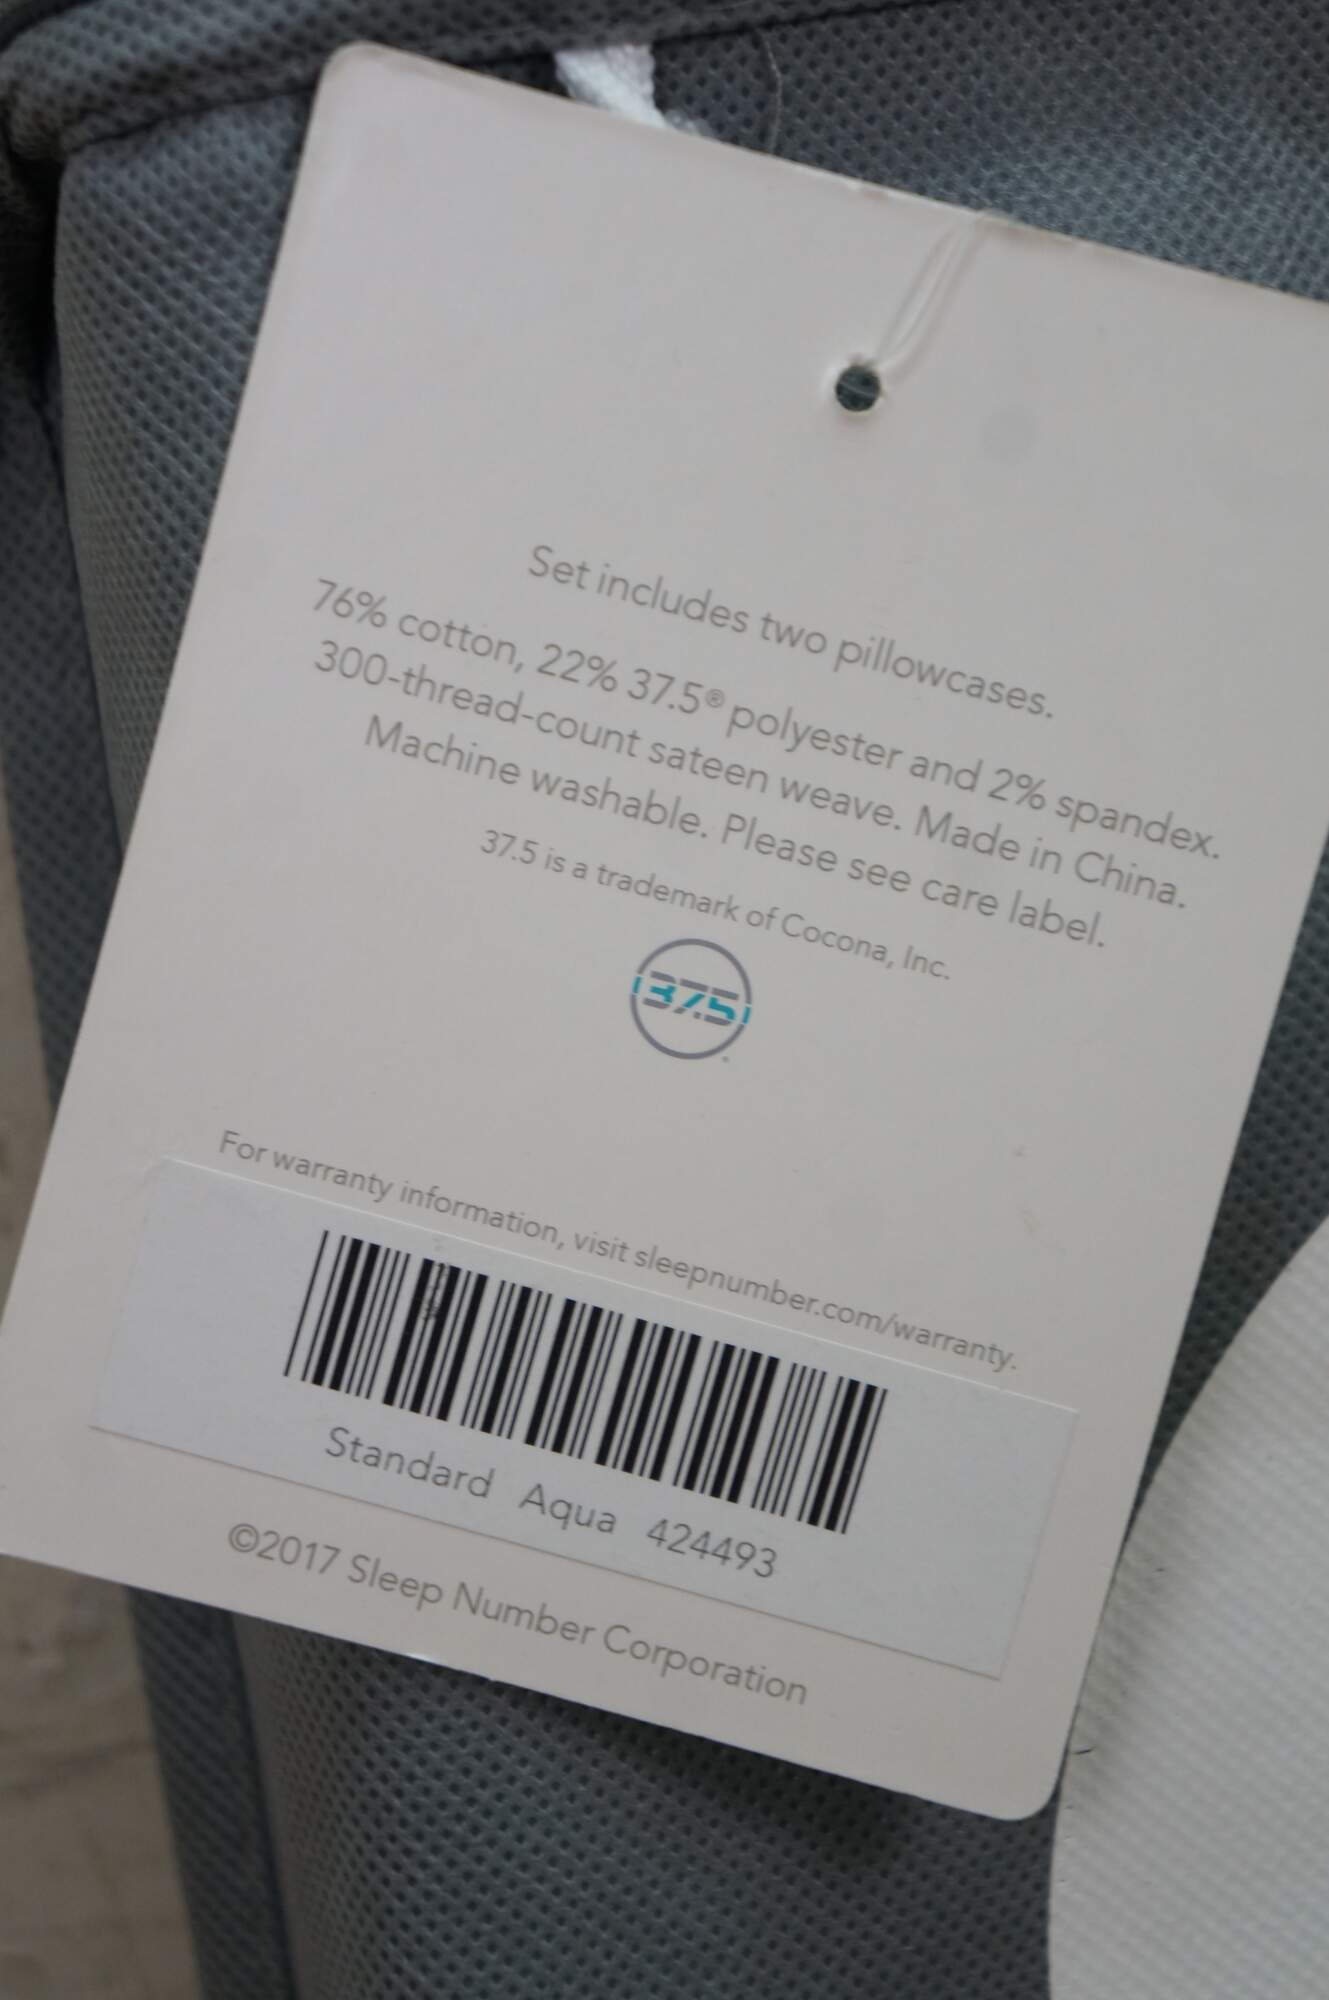 Set includes two pillowcases.
76% cotton, 22% 37.5® polyester and 2% spandex.
300-thread-count sateen weave. Made in China.
Machine washable. Please see care label.
37.5 is a trademark of Cocona, Inc.
37.5
For warranty information, visit sleepnumber.com/warranty.
Standard Aqua 424493
©2017 Sleep Number Corporation